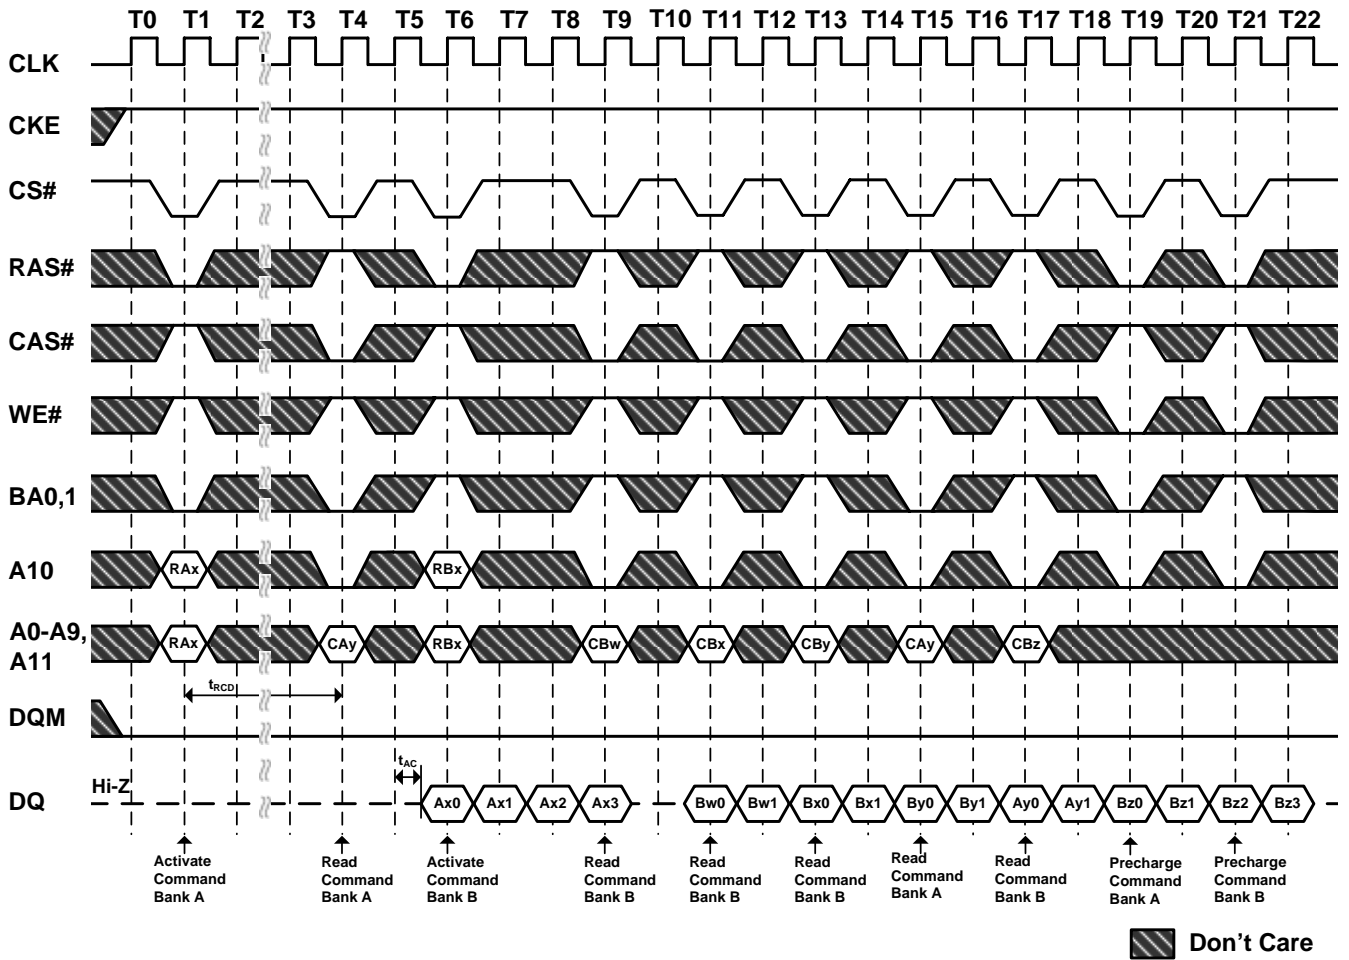 T0 T1 T2 T3 T4 T5 T6 T7 T8 T9 T10 T11 T12 T13 T14 T15 T16 T17 T18 T19 T20 T21 T22
CLK
CKE
CS#
RAS#
CAS#
WE#
BA0,1
A10
RAx RBx
A0-A9,
A11
RAx CAy RBx CBw CBx CBy CAy CBz
tRCD
DQM
tAC
Hi-Z
DQ
Ax0 Ax1 Ax2 Ax3 Bw0 Bw1 Bx0 Bx1 By0 By1 Ay0 Ay1 Bz0 Bz1 Bz2 Bz3
Activate
Command
Bank A
Read
Command
Bank A
Activate
Command
Bank B
Read
Command
Bank B
Read
Command
Bank B
Read
Command
Bank B
Read
Command
Bank A
Read
Command
Bank B
Precharge
Command
Bank A
Precharge
Command
Bank B
Don't Care